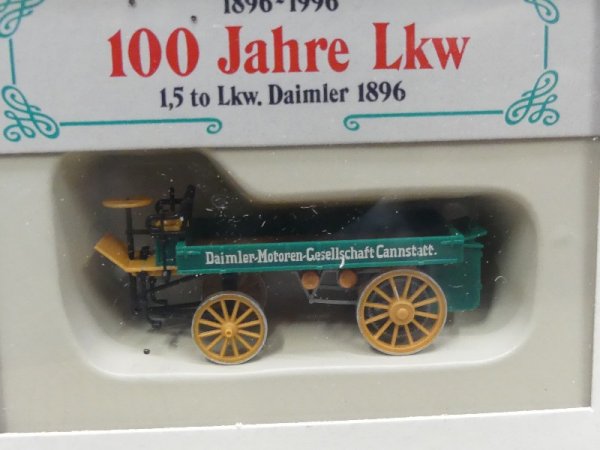 1896-1996
100 Jahre Lkw
1,5 to Lkw. Daimler 1896
Daimler-Motoren-Gesellschaft Cannstatt.